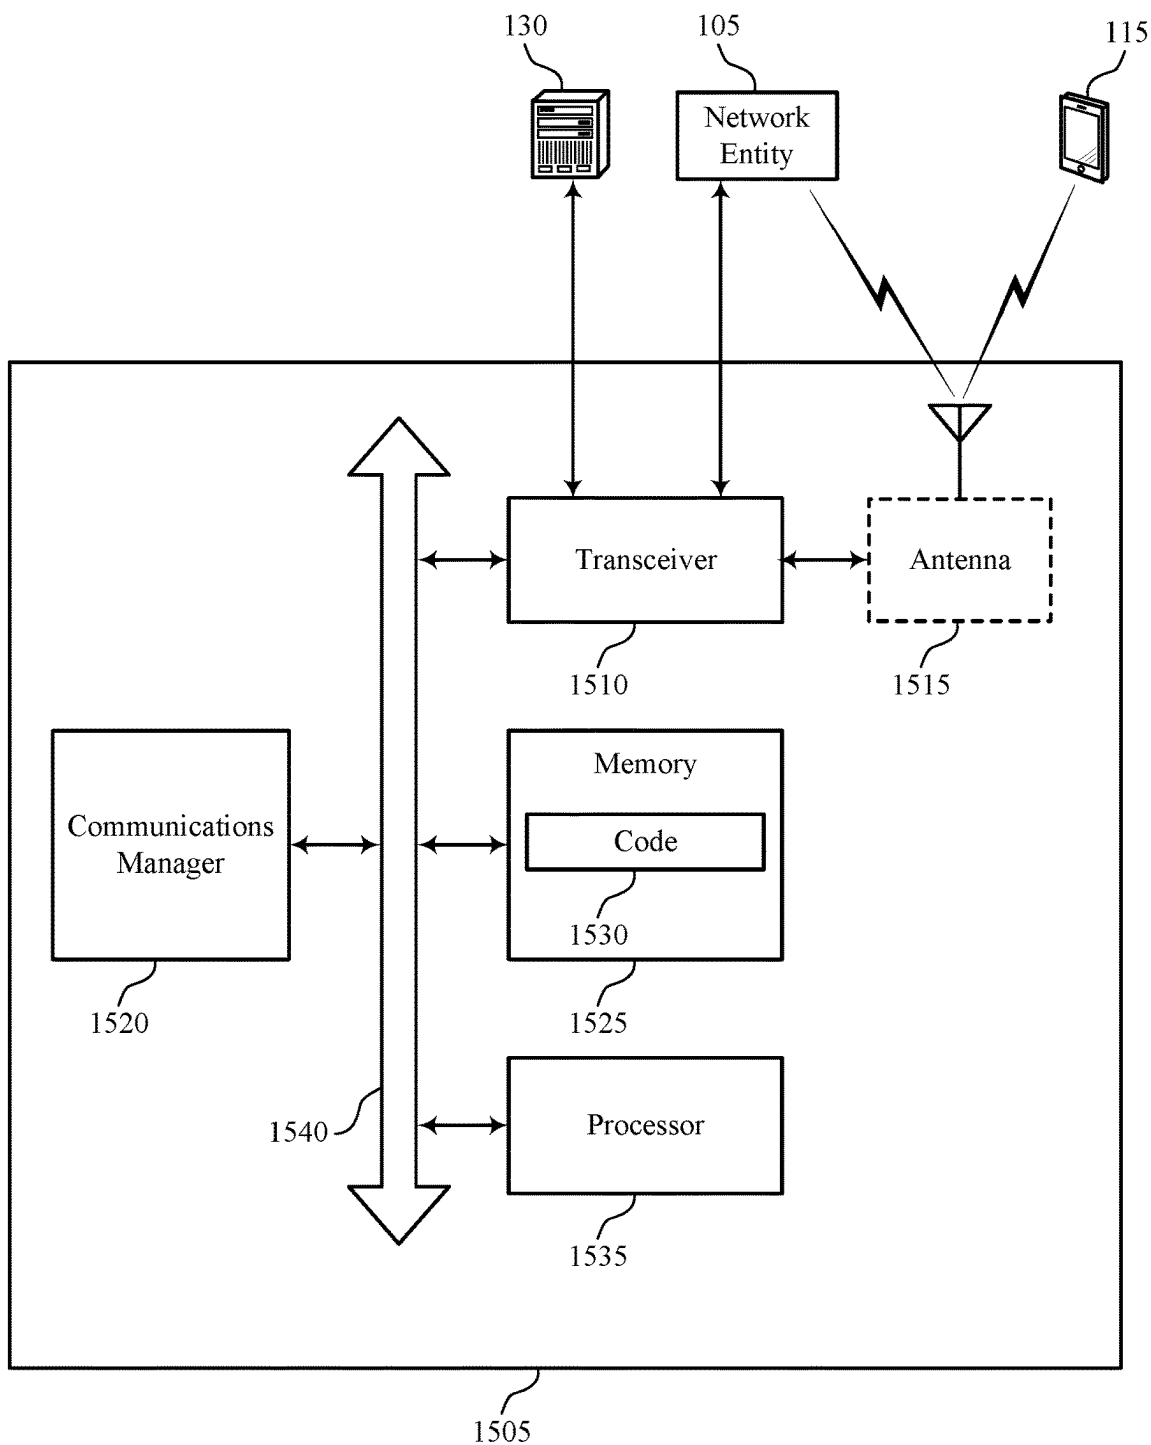 130
105
115
Network
Entity
Transceiver
Antenna
1510
1515
Memory
Communications
Manager
Code
1530
1520
1525
1540
Processor
1535
1505